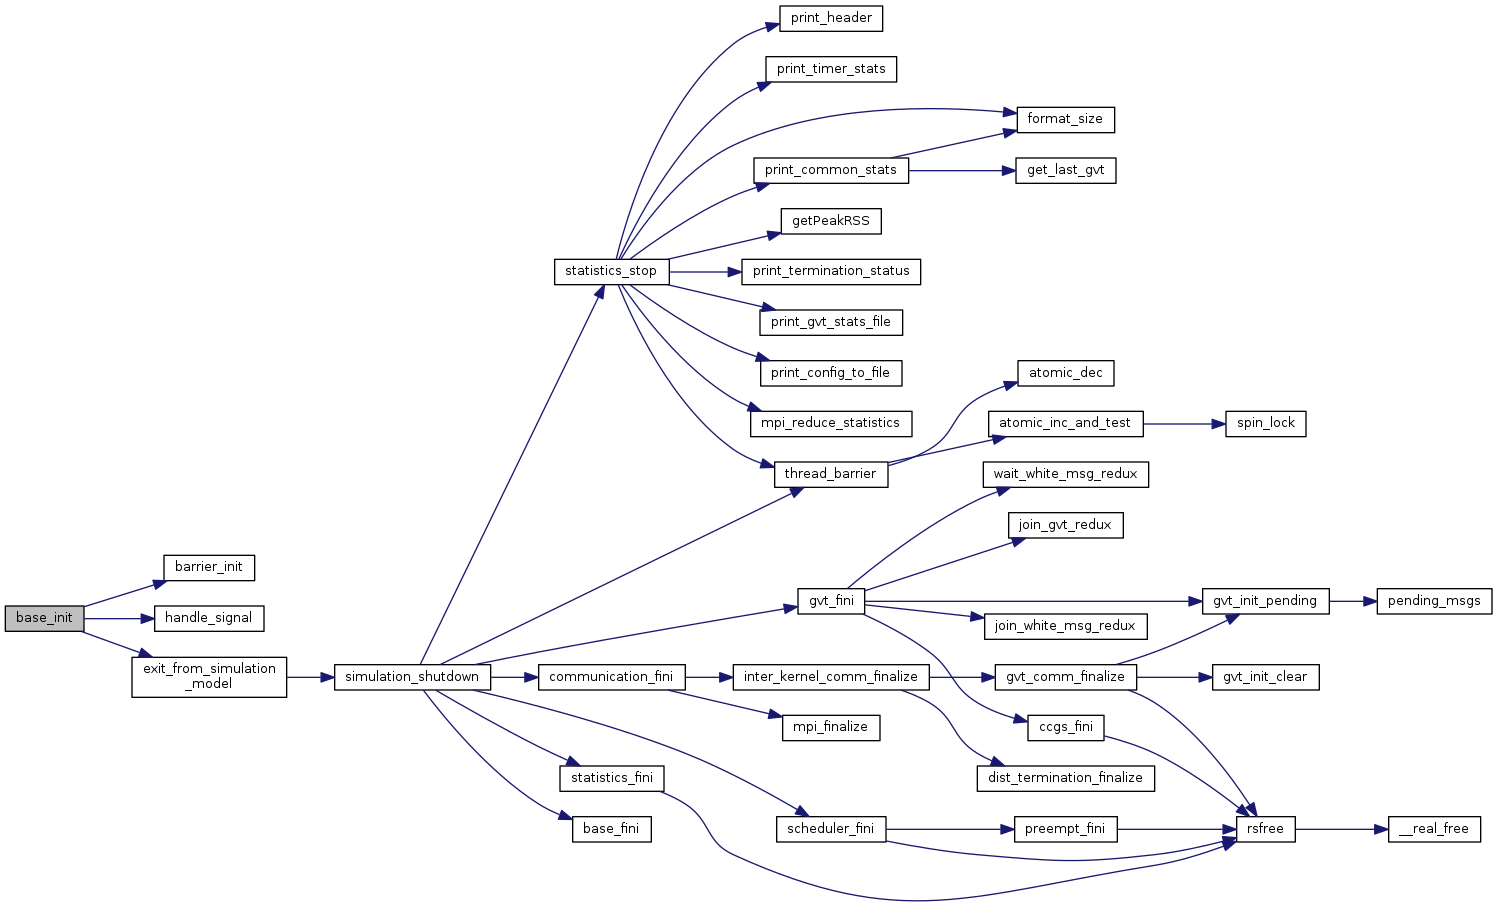 print_header
print_timer_stats
format_size
print_common_stats
get_last_gvt
getPeakRSS
statistics_stop
print_termination_status
print_gvt_stats_file
print_config_to_file
atomic_dec
mpi_reduce_statistics
atomic_inc_and_test
spin_lock
thread_barrier
wait_white_msg_redux
join_gvt_redux
barrier_init
gvt_fini
gvt_init_pending
pending_msgs
base_init
handle_signal
join_white_msg_redux
exit_from_simulation
_model
simulation_shutdown
communication_fini
inter_kernel_comm_finalize
gvt_comm_finalize
gvt_init_clear
mpi_finalize
ccgs_fini
statistics_fini
dist_termination_finalize
base_fini
scheduler_fini
preempt_fini
rsfree
__real_free